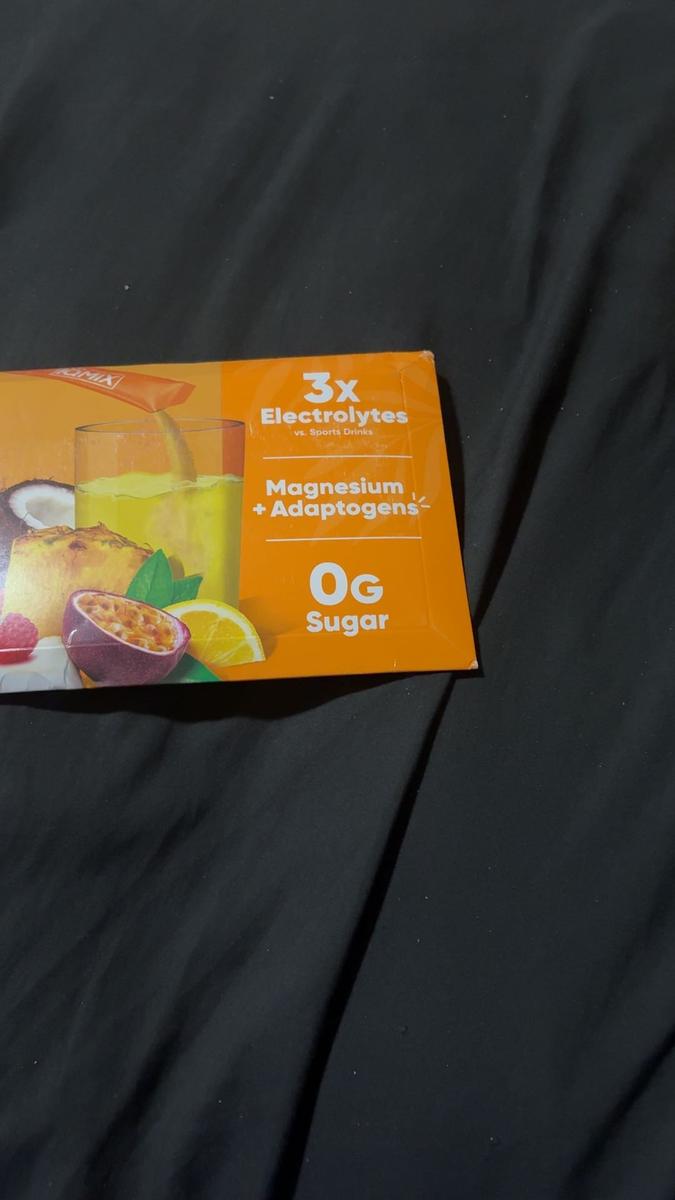 3x
Electrolytes
vs. Sports Drinks
Magnesium
+ Adaptogens
0G
Sugar